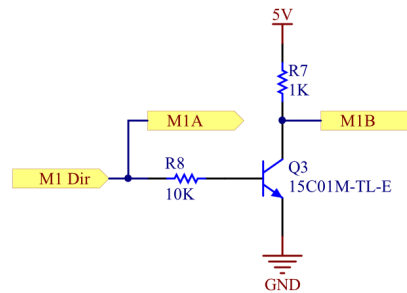 5V
R7
1K
M1A
M1B
R8
M1 Dir
10K
Q3
15C01M-TL-E
GND